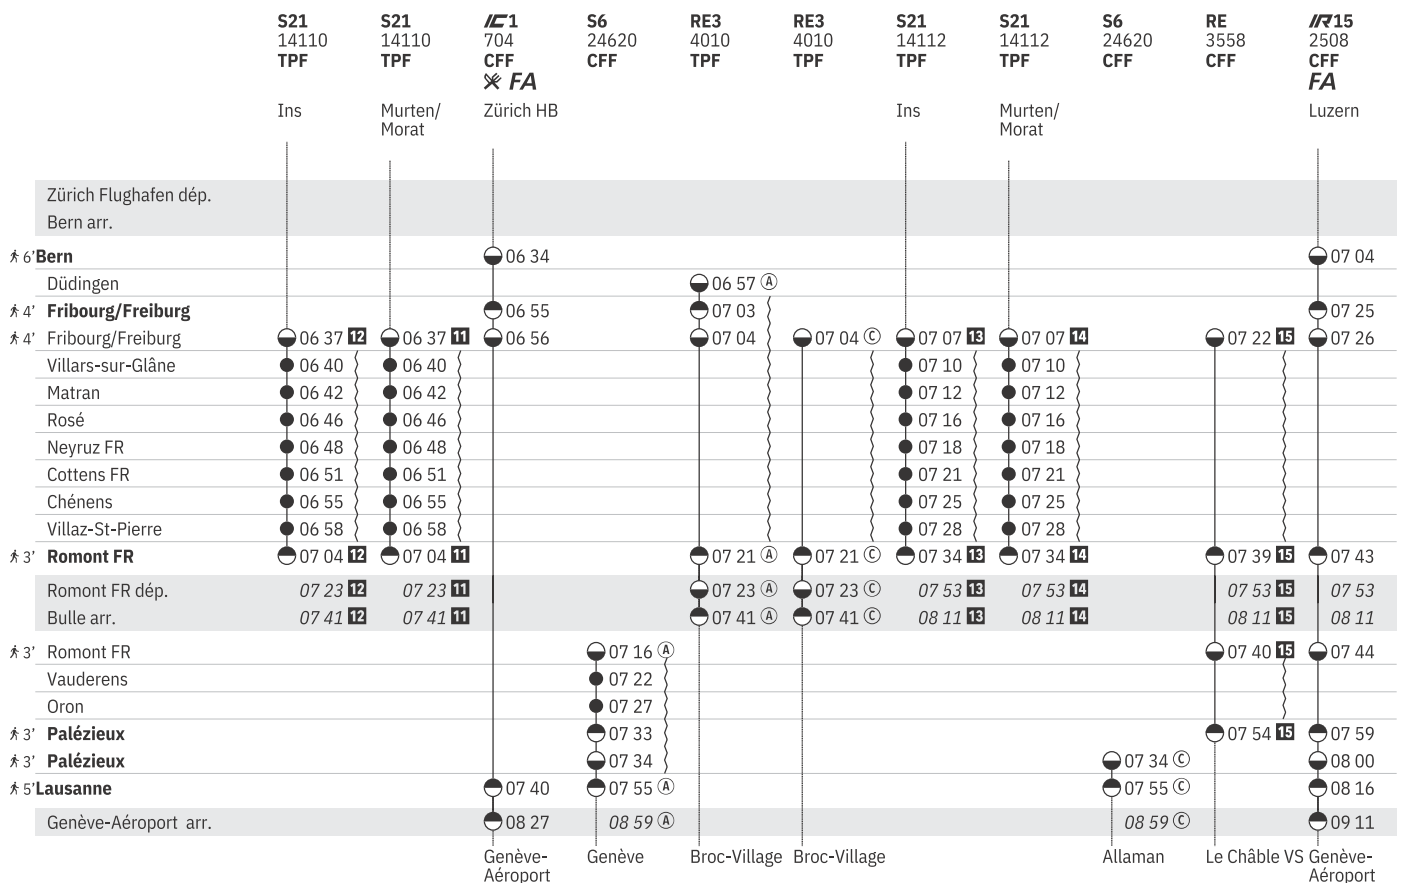 S21 S21 IC1 S6 RE3 RE3 S21 S21 S6 RE IR15
14110 14110 704 24620 4010 4010 14112 14112 24620 3558 2508
TPF TPF CFF CFF TPF TPF TPF TPF CFF CFF CFF
FA FA
Ins Murten/ Zürich HB Ins Murten/ Luzern
Morat Morat
Zürich Flughafen dép.
Bern arr.
6' Bern 06 34 07 04
Düdingen 06 57 Ⓐ
4' Fribourg/Freiburg 06 55 07 03 07 25
4' Fribourg/Freiburg 06 37 12 06 37 11 06 56 07 04 07 04 Ⓒ 07 07 13 07 07 14 07 22 15 07 26
Villars-sur-Glâne 06 40 06 40 07 10 07 10
Matran 06 42 06 42 07 12 07 12
Rosé 06 46 06 46 07 16 07 16
Neyruz FR 06 48 06 48 07 18 07 18
Cottens FR 06 51 06 51 07 21 07 21
Chénens 06 55 06 55 07 25 07 25
Villaz-St-Pierre 06 58 06 58 07 28 07 28
3' Romont FR 07 04 12 07 04 11 07 21 Ⓐ 07 21 Ⓒ 07 34 13 07 34 14 07 39 15 07 43
Romont FR dép. 07 23 12 07 23 11 07 23 Ⓐ 07 23 Ⓒ 07 53 13 07 53 14 07 53 15 07 53
Bulle arr. 07 41 12 07 41 11 07 41 Ⓐ 07 41 Ⓒ 08 11 13 08 11 14 08 11 15 08 11
3' Romont FR 07 16 Ⓐ 07 40 15 07 44
Vauderens 07 22
Oron 07 27
3' Palézieux 07 33 07 54 15 07 59
3' Palézieux 07 34 07 34 Ⓒ 08 00
5' Lausanne 07 40 07 55 Ⓐ 07 55 Ⓒ 08 16
Genève-Aéroport arr. 08 27 08 59 Ⓐ 08 59 Ⓒ 09 11
Genève- Genève Broc-Village Broc-Village Allaman Le Châble VS Genève-
Aéroport Aéroport